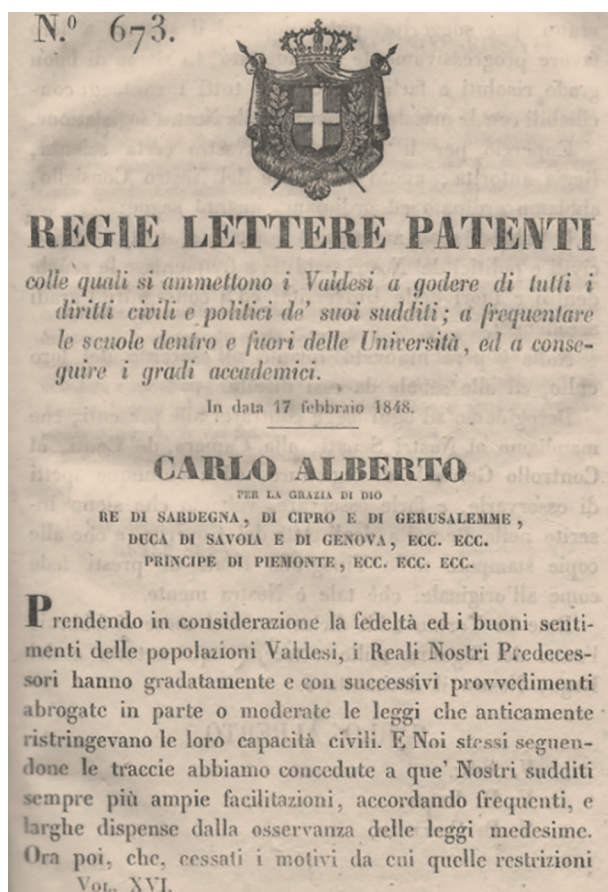 N.º 673.
REGIE LETTERE PATENTI
colle quali si ammettono i Valdesi a godere di tutti i
diritti civili e politici de' suoi sudditi; a frequentare
le scuole dentro e fuori delle Università, ed a conse-
guire i gradi accademici.
In data 17 febbraio 1848.
CARLO ALBERTO
PER LA GRAZIA DI DIO
RE DI SARDEGNA, DI CIPRO E DI GERUSALEMME,
DUCA DI SAVOIA E DI GENOVA, ECC. ECC.
PRINCIPE DI PIEMONTE, ECC. ECC. ECC.
Prendendo in considerazione la fedeltà ed i buoni senti-
menti delle popolazioni Valdesi, i Reali Nostri Predeces-
sori hanno gradatamente e con successivi provvedimenti
abrogate in parte o moderate le leggi che anticamente
ristringevano le loro capacità civili. E Noi stessi seguen-
done le traccie abbiamo concedute a que' Nostri sudditi
sempre più ampie facilitazioni, accordando frequenti, e
larghe dispense dalla osservanza delle leggi medesime.
Ora poi, che, cessati i motivi da cui quelle restrizioni
Vol. XVI.